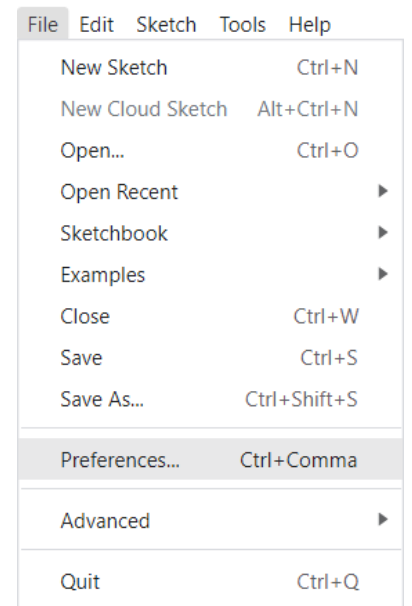 File Edit Sketch Tools Help
New Sketch Ctrl+N
New Cloud Sketch Alt+Ctrl+N
Open... Ctrl+O
Open Recent
Sketchbook
Examples
Close Ctrl+W
Save Ctrl+S
Save As... Ctrl+Shift+S
Preferences... Ctrl+Comma
Advanced
Quit Ctrl+Q